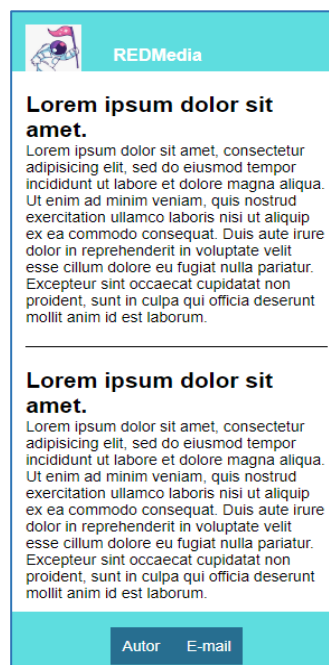 REDMedia
Lorem ipsum dolor sit
amet.
Lorem ipsum dolor sit amet, consectetur
adipisicing elit, sed do eiusmod tempor
incididunt ut labore et dolore magna aliqua.
Ut enim ad minim veniam, quis nostrud
exercitation ullamco laboris nisi ut aliquip
ex ea commodo consequat. Duis aute irure
dolor in reprehenderit in voluptate velit
esse cillum dolore eu fugiat nulla pariatur.
Excepteur sint occaecat cupidatat non
proident, sunt in culpa qui officia deserunt
mollit anim id est laborum.
Lorem ipsum dolor sit
amet.
Lorem ipsum dolor sit amet, consectetur
adipisicing elit, sed do eiusmod tempor
incididunt ut labore et dolore magna aliqua.
Ut enim ad minim veniam, quis nostrud
exercitation ullamco laboris nisi ut aliquip
ex ea commodo consequat. Duis aute irure
dolor in reprehenderit in voluptate velit
esse cillum dolore eu fugiat nulla pariatur.
Excepteur sint occaecat cupidatat non
proident, sunt in culpa qui officia deserunt
mollit anim id est laborum.
Autor E-mail